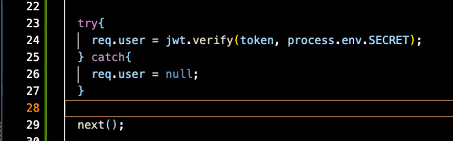 22
23 try{
24 req.user = jwt.verify(token, process.env.SECRET);
25 } catch{
26 req.user = null;
27 }
28
29 next();
30